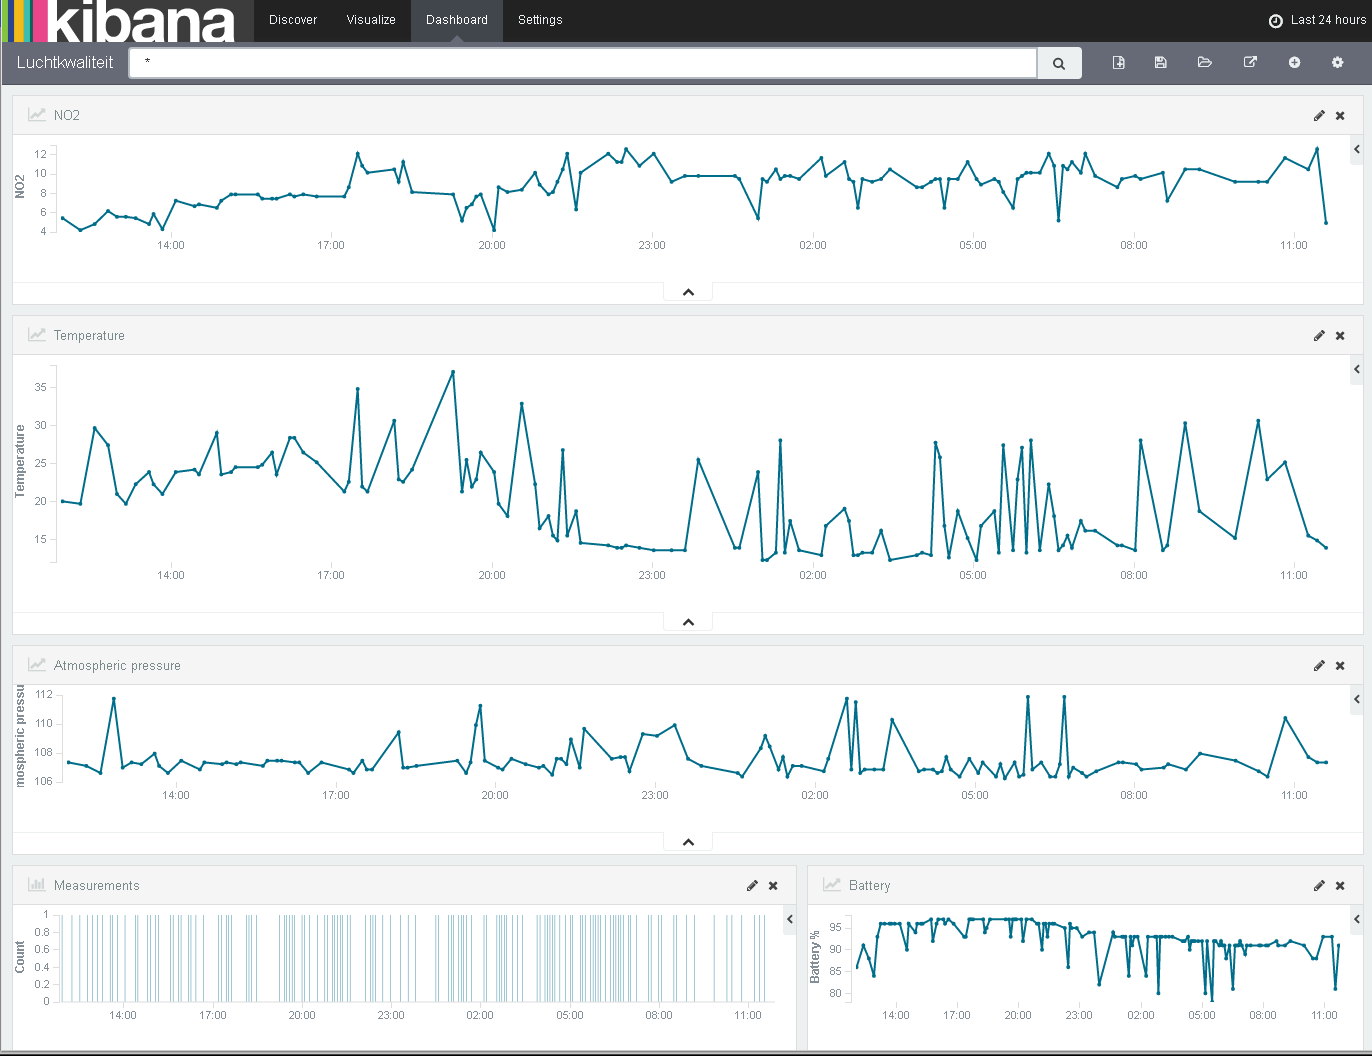 kibana Discover Visualize Dashboard Settings Last 24 hours
Luchtkwaliteit *
NO2
NO2
12
10
8
6
4
14:00 17:00 20:00 23:00 02:00 05:00 08:00 11:00
Temperature
Temperature
35
30
25
20
15
14:00 17:00 20:00 23:00 02:00 05:00 08:00 11:00
Atmospheric pressure
mospheric pressu
112
110
108
106
14:00 17:00 20:00 23:00 02:00 05:00 08:00 11:00
Measurements
Count
1
0.8
0.6
0.4
0.2
0
14:00 17:00 20:00 23:00 02:00 05:00 08:00 11:00
Battery
Battery %
95
90
85
80
14:00 17:00 20:00 23:00 02:00 05:00 08:00 11:00